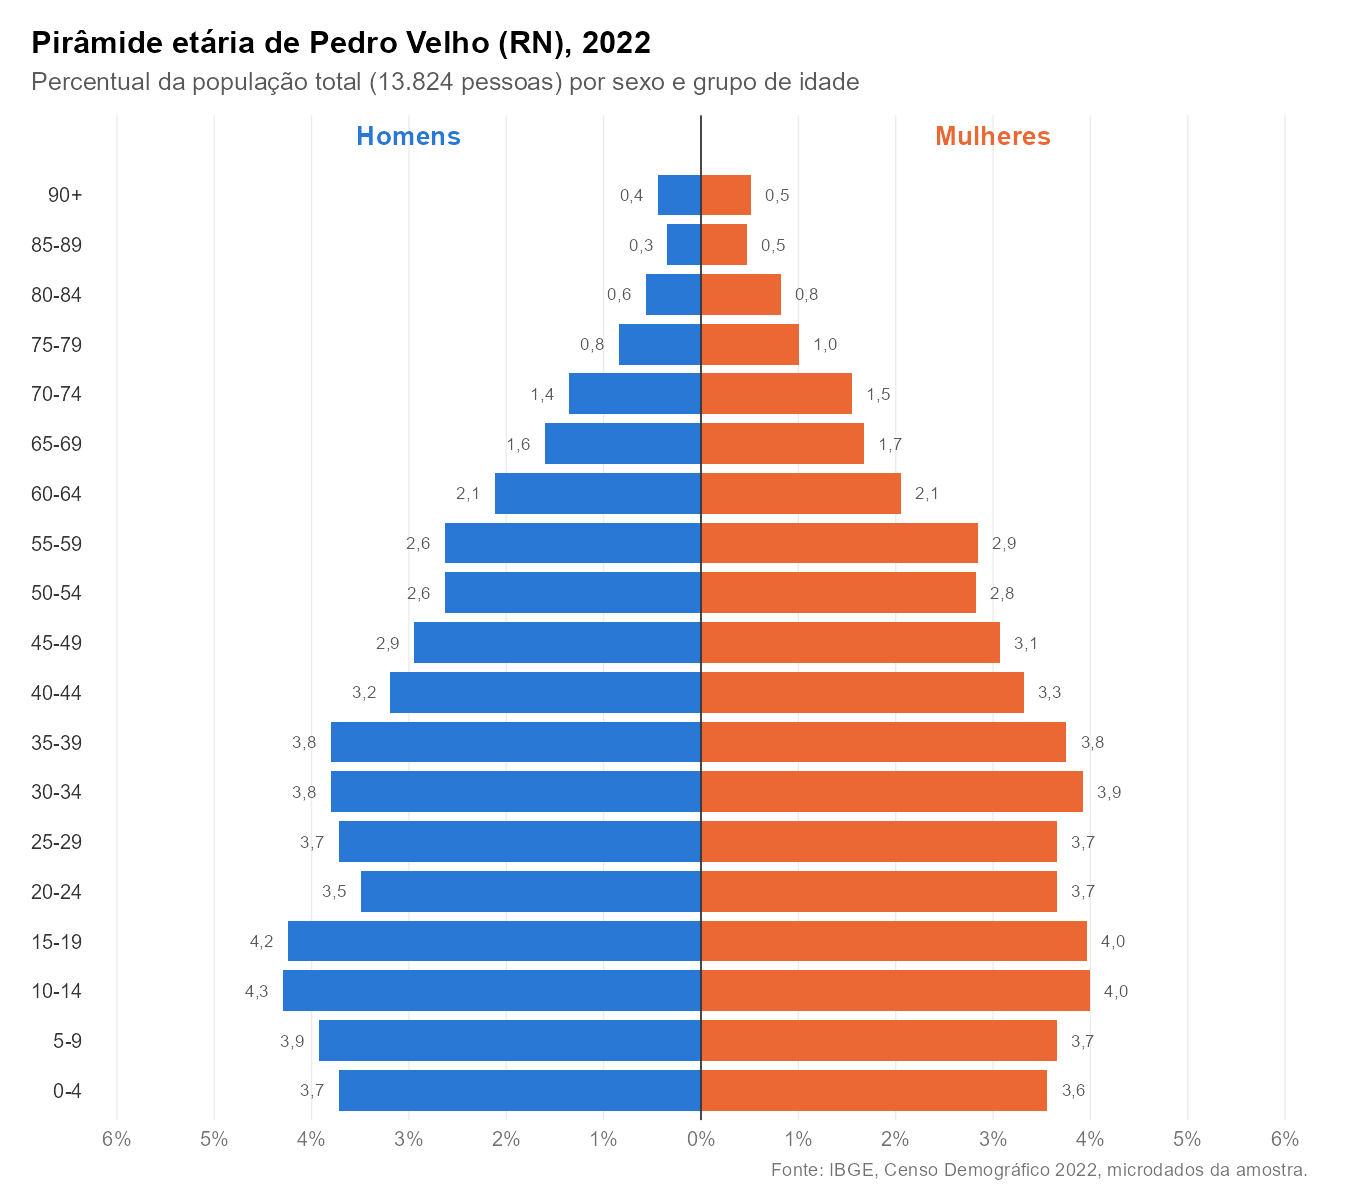 Pirâmide etária de Pedro Velho (RN), 2022
Percentual da população total (13.824 pessoas) por sexo e grupo de idade
Homens Mulheres
90+ 0,4 0,5
85-89 0,3 0,5
80-84 0,6 0,8
75-79 0,8 1,0
70-74 1,4 1,5
65-69 1,6 1,7
60-64 2,1 2,1
55-59 2,6 2,9
50-54 2,6 2,8
45-49 2,9 3,1
40-44 3,2 3,3
35-39 3,8 3,8
30-34 3,8 3,9
25-29 3,7 3,7
20-24 3,5 3,7
15-19 4,2 4,0
10-14 4,3 4,0
5-9 3,9 3,7
0-4 3,7 3,6
6% 5% 4% 3% 2% 1% 0% 1% 2% 3% 4% 5% 6%
Fonte: IBGE, Censo Demográfico 2022, microdados da amostra.